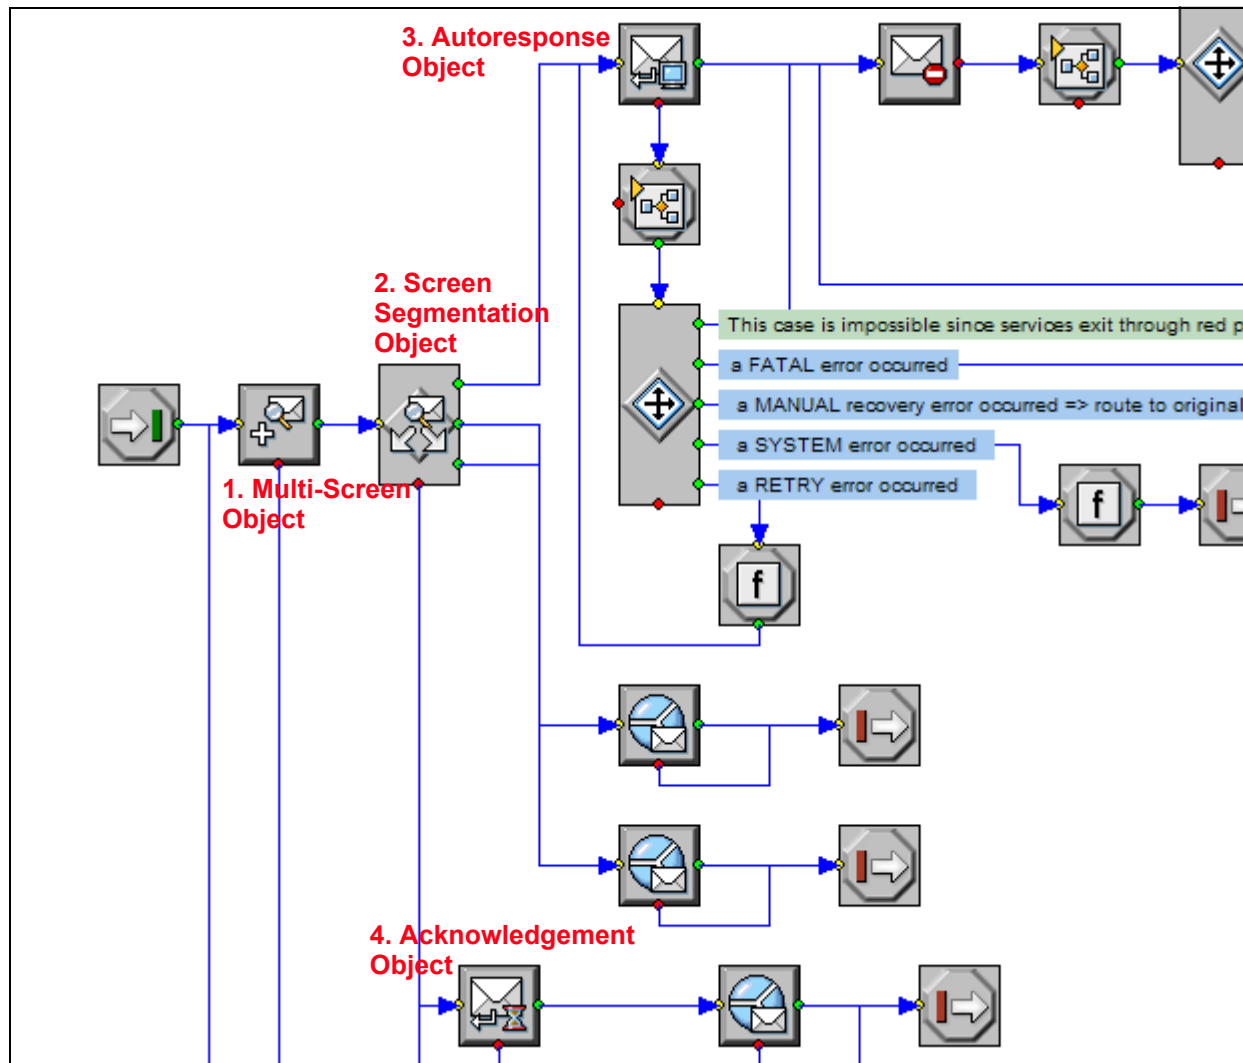 3. Autoresponse
Object
2. Screen
Segmentation
Object
This case is impossible since services exit through red p
a FATAL error occurred
a MANUAL recovery error occurred => route to original
a SYSTEM error occurred
a RETRY error occurred
1. Multi-Screen
Object
f
f
4. Acknowledgement
Object